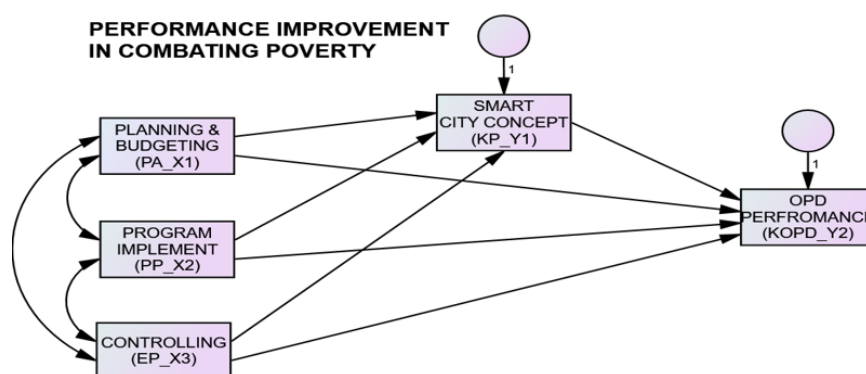 PERFORMANCE IMPROVEMENT
IN COMBATING POVERTY
1
SMART
CITY CONCEPT
(KP_Y1)
PLANNING &
BUDGETING
(PA_X1)
1
OPD
PERFROMANCE
(KOPD_Y2)
PROGRAM
IMPLEMENT
(PP_X2)
CONTROLLING
(EP_X3)